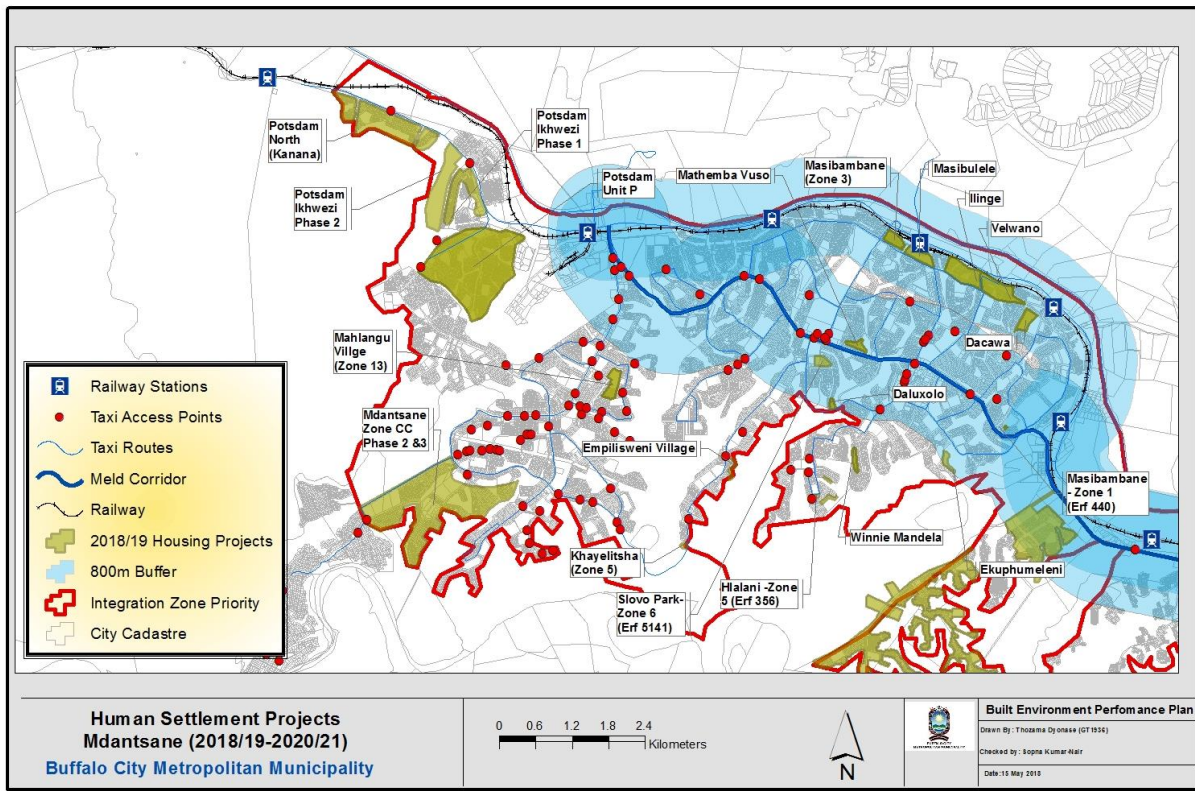 Potsdam
North
(Kanana)
Potsdam
Ikhwezi
Phase 1
Potsdam
Ikhwezi
Phase 2
Potsdam
Unit P
Mathemba Vuso
Masibambane
(Zone 3)
Masibulele
Ilinge
Velwano
Mahlangu
Villge
(Zone 13)
Dacawa
Daluxolo
Mdantsane
Zone CC
Phase 2 &3
Empilisweni Village
Masibambane
- Zone 1
(Erf 440)
Winnie Mandela
Khayelitsha
(Zone 5)
Ekuphumeleni
Slovo Park-
Zone 6
(Erf 5141)
Hlalani -Zone
5 (Erf 356)
Legend
Railway Stations
Taxi Access Points
Taxi Routes
Meld Corridor
Railway
2018/19 Housing Projects
800m Buffer
Integration Zone Priority
City Cadastre
Human Settlement Projects
Mdantsane (2018/19-2020/21)
Buffalo City Metropolitan Municipality
0 0.6 1.2 1.8 2.4
Kilometers
N
Built Environment Perfomance Plan
Drawn By : Thozama Dyonase (GT1936)
Checked by : Sopna Kumar-Nair
Date:15 May 2018